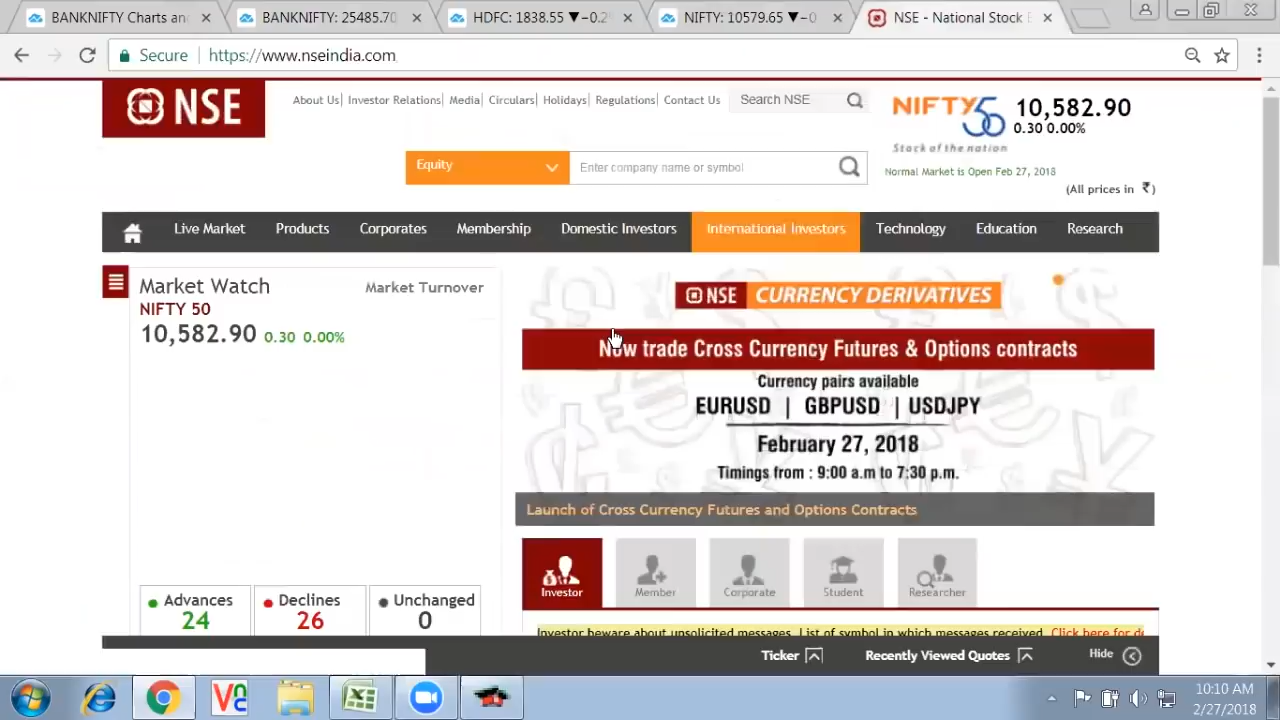 BANKNIFTY Charts and
BANKNIFTY: 25485.70
HDFC: 1838.55 ▼−0.2
NIFTY: 10579.65 ▼−0
NSE - National Stock
Secure
https://www.nseindia.com
NSE
About Us| Investor Relations| Media| Circulars| Holidays| Regulations| Contact Us
Search NSE
NIFTY50
10,582.90
0.30 0.00%
Stock of the nation
Equity
Enter company name or symbol
Normal Market is Open Feb 27, 2018
(All prices in ₹)
Live Market
Products
Corporates
Membership
Domestic Investors
International Investors
Technology
Education
Research
Market Watch
Market Turnover
NIFTY 50
10,582.90 0.30 0.00%
NSE CURRENCY DERIVATIVES
Now trade Cross Currency Futures & Options contracts
Currency pairs available
EURUSD | GBPUSD | USDJPY
February 27, 2018
Timings from : 9:00 a.m to 7:30 p.m.
Launch of Cross Currency Futures and Options Contracts
Investor
Member
Corporate
Student
Researcher
Advances
24
Declines
26
Unchanged
0
Investor beware about unsolicited messages. List of symbol in which messages received. Click here for de
Ticker
Recently Viewed Quotes
Hide
10:10 AM
2/27/2018